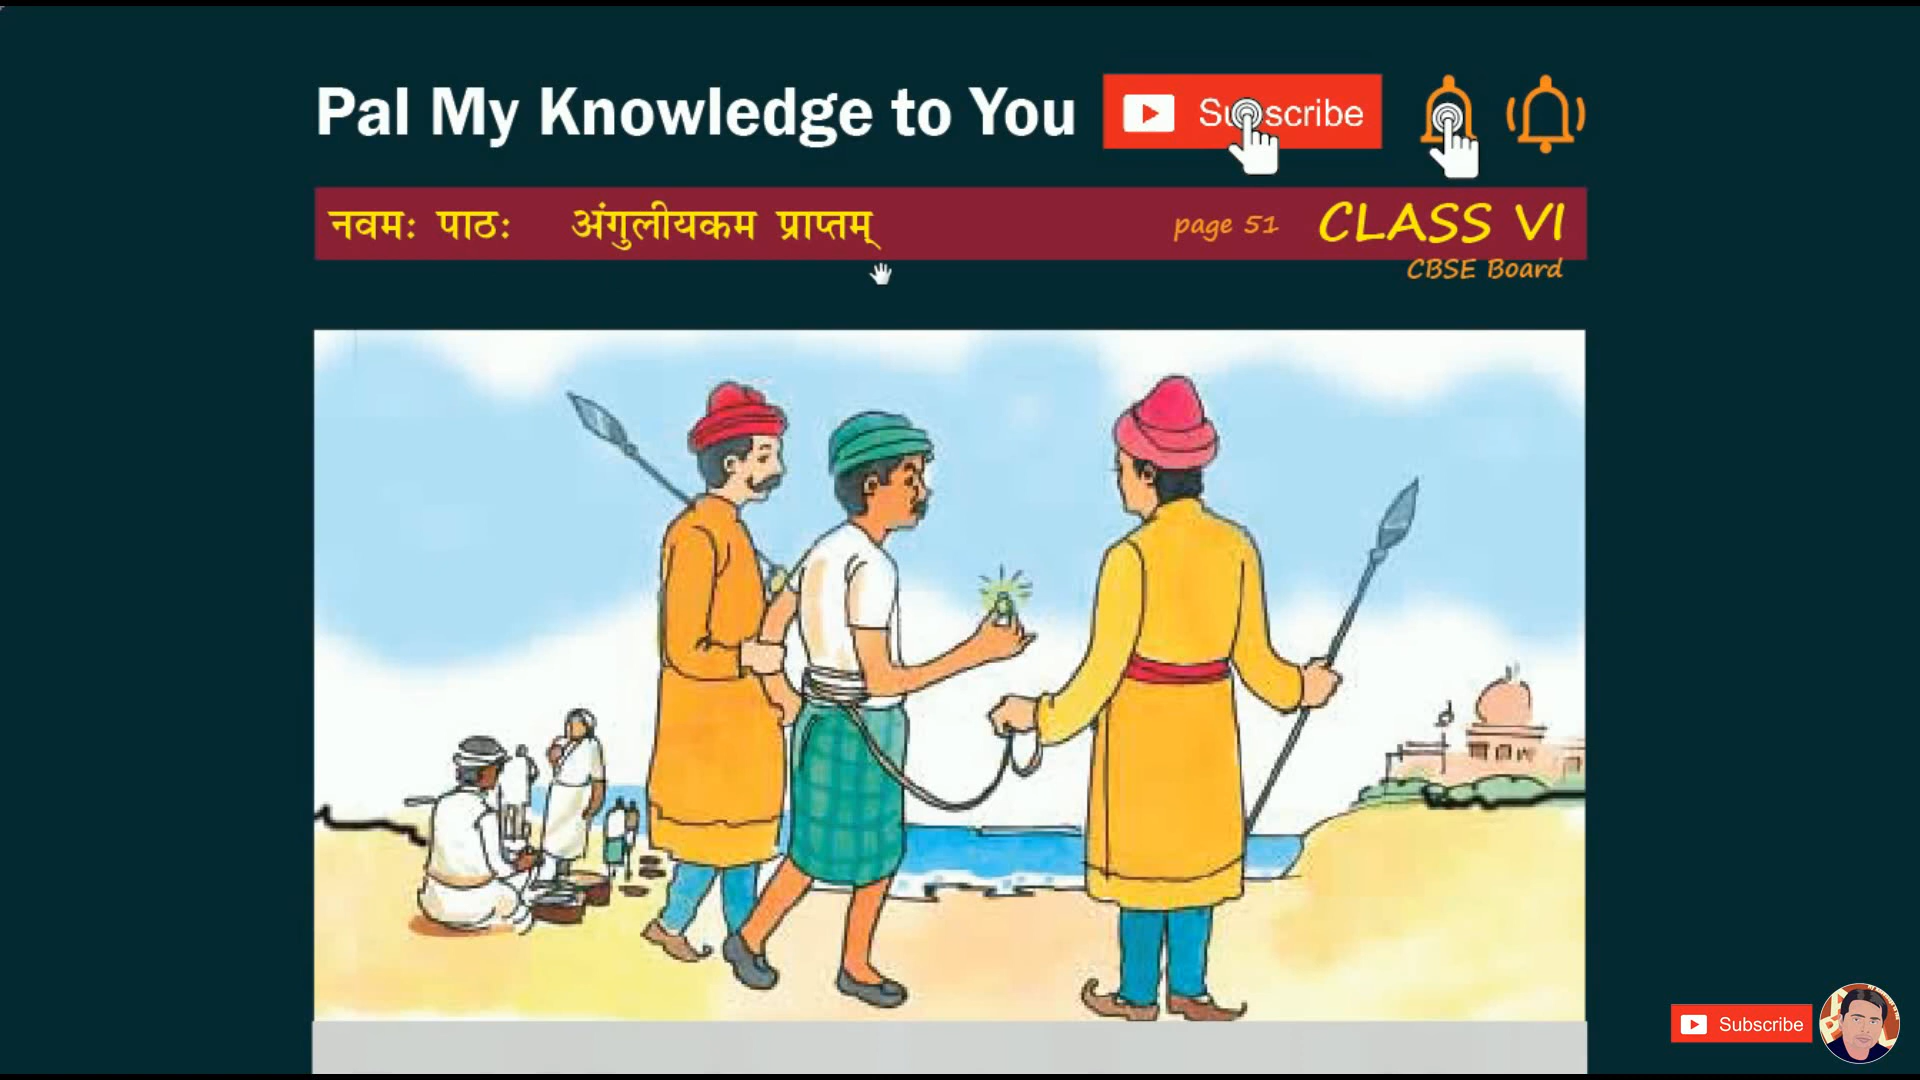 Pal My Knowledge to You Subscribe
नवमः पाठः अंगुलीयकम प्राप्तम् page 51 CLASS VI
CBSE Board
Subscribe